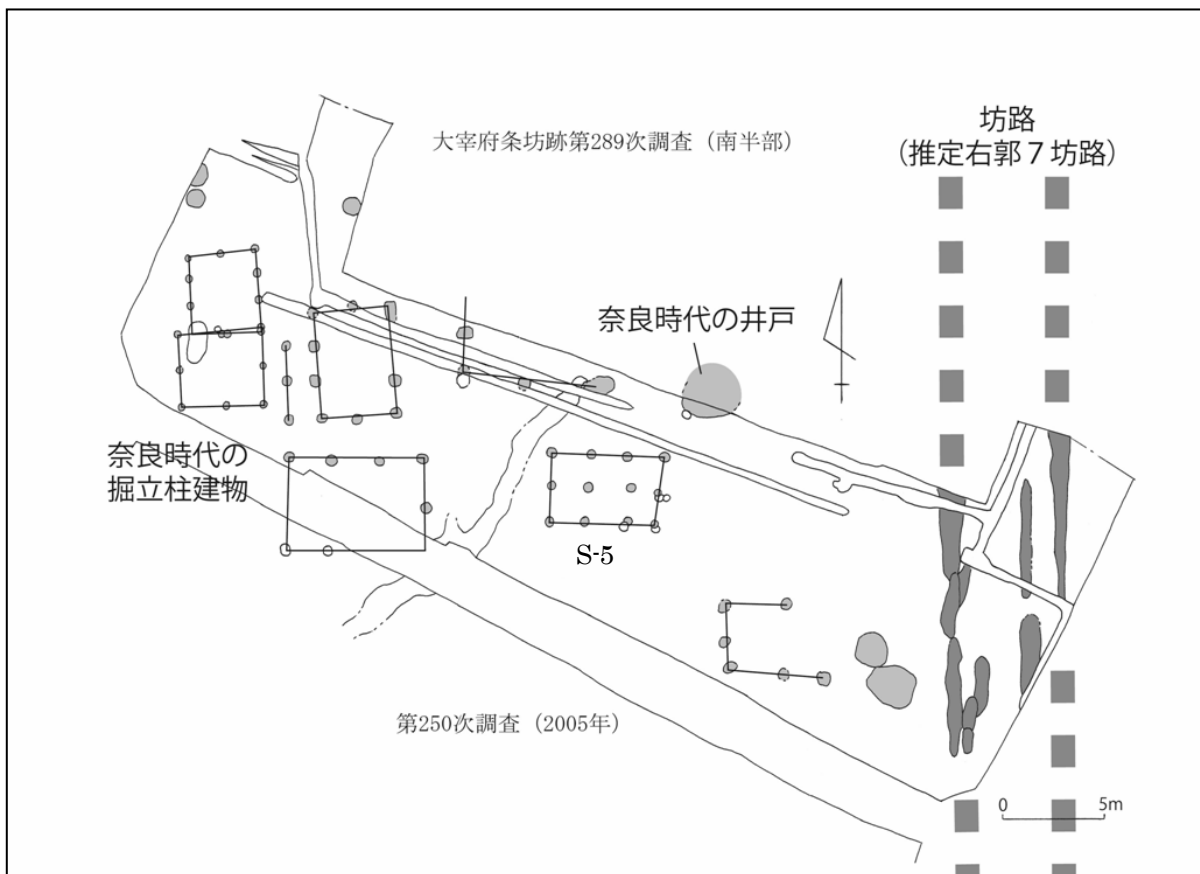 大宰府条坊跡第289次調査（南半部）
坊路
（推定右郭７坊路）
奈良時代の井戸
奈良時代の
掘立柱建物
S-5
第250次調査（2005年）
0 5m